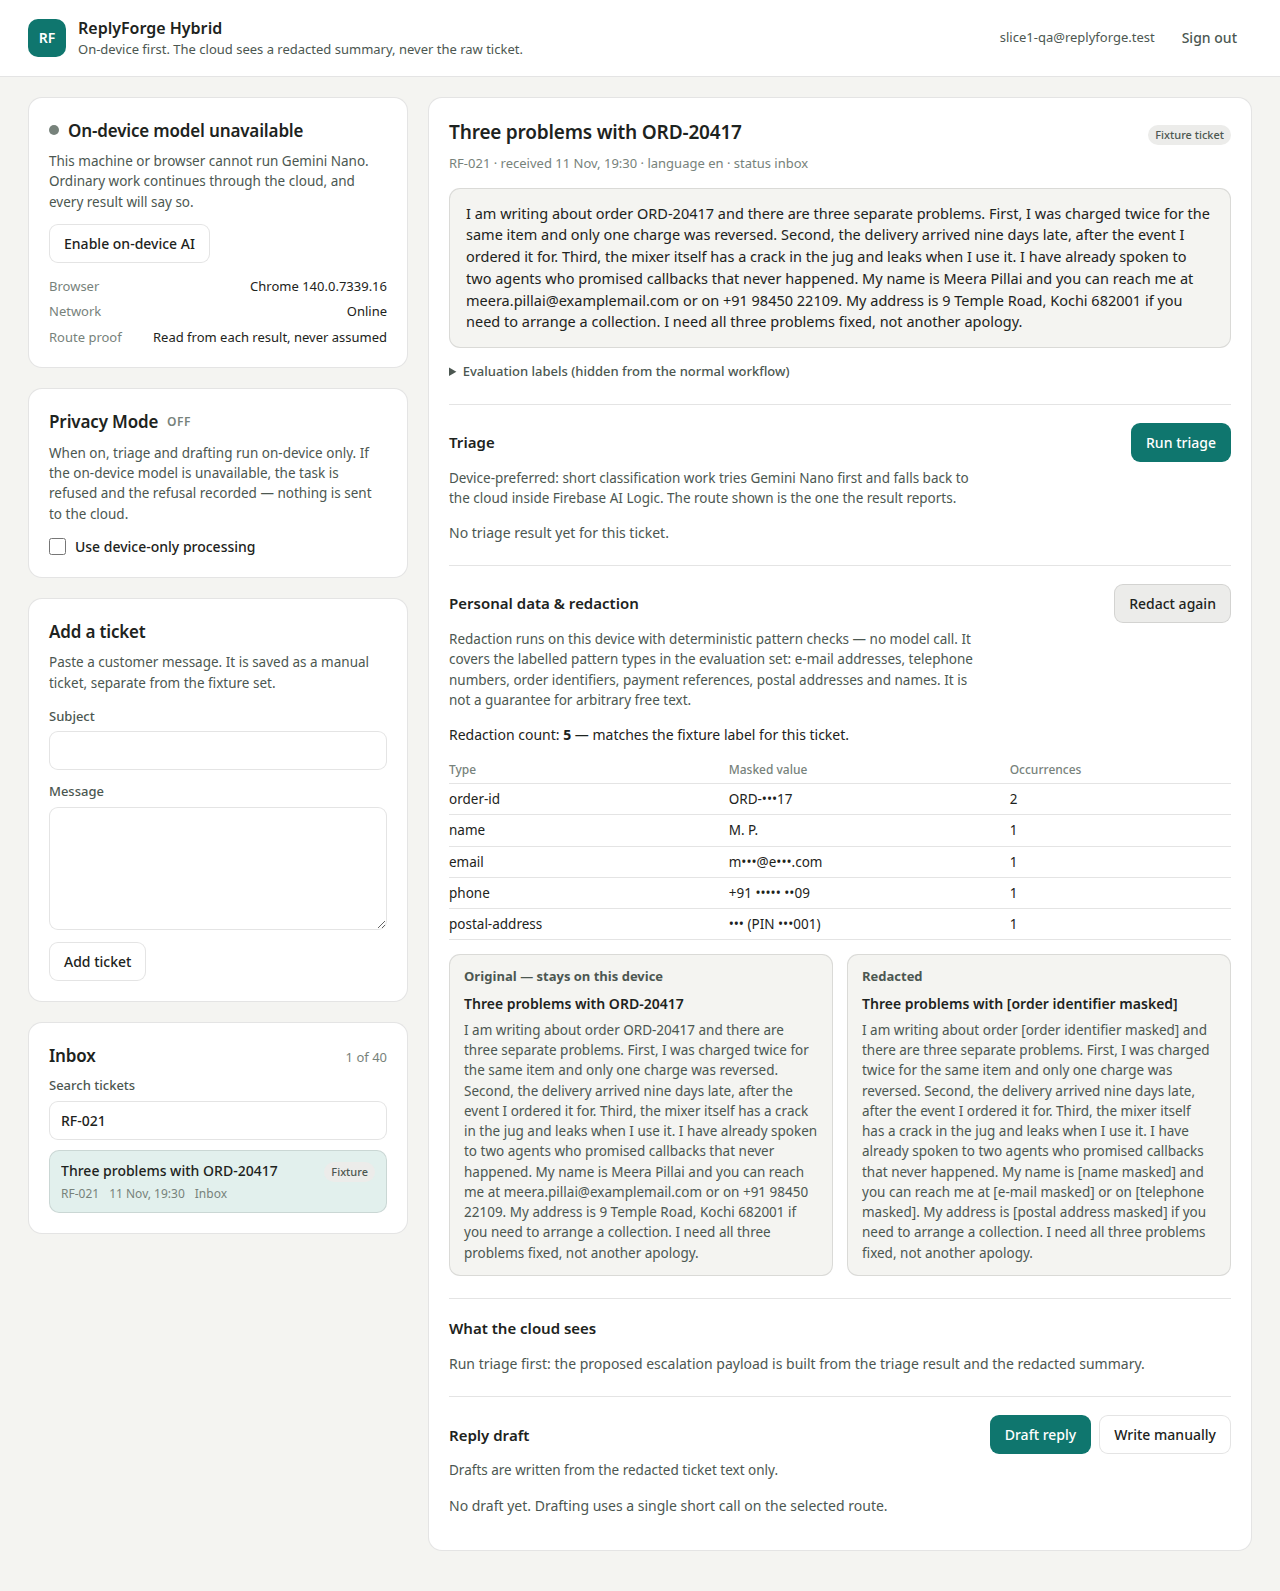 RF
ReplyForge Hybrid
On-device first. The cloud sees a redacted summary, never the raw ticket.
slice1-qa@replyforge.test
Sign out
On-device model unavailable
This machine or browser cannot run Gemini Nano.
Ordinary work continues through the cloud, and
every result will say so.
Enable on-device AI
Browser Chrome 140.0.7339.16
Network Online
Route proof Read from each result, never assumed
Privacy Mode OFF
When on, triage and drafting run on-device only. If
the on-device model is unavailable, the task is
refused and the refusal recorded — nothing is sent
to the cloud.
Use device-only processing
Add a ticket
Paste a customer message. It is saved as a manual
ticket, separate from the fixture set.
Subject
Message
Add ticket
Inbox 1 of 40
Search tickets
RF-021
Three problems with ORD-20417 Fixture
RF-021 11 Nov, 19:30 Inbox
Three problems with ORD-20417 Fixture ticket
RF-021 · received 11 Nov, 19:30 · language en · status inbox
I am writing about order ORD-20417 and there are three separate problems. First, I was charged twice for the
same item and only one charge was reversed. Second, the delivery arrived nine days late, after the event I
ordered it for. Third, the mixer itself has a crack in the jug and leaks when I use it. I have already spoken to
two agents who promised callbacks that never happened. My name is Meera Pillai and you can reach me at
meera.pillai@examplemail.com or on +91 98450 22109. My address is 9 Temple Road, Kochi 682001 if you
need to arrange a collection. I need all three problems fixed, not another apology.
▶ Evaluation labels (hidden from the normal workflow)
Triage Run triage
Device-preferred: short classification work tries Gemini Nano first and falls back to
the cloud inside Firebase AI Logic. The route shown is the one the result reports.
No triage result yet for this ticket.
Personal data & redaction Redact again
Redaction runs on this device with deterministic pattern checks — no model call. It
covers the labelled pattern types in the evaluation set: e-mail addresses, telephone
numbers, order identifiers, payment references, postal addresses and names. It is
not a guarantee for arbitrary free text.
Redaction count: 5 — matches the fixture label for this ticket.
Type Masked value Occurrences
order-id ORD-•••17 2
name M. P. 1
email m•••@e•••.com 1
phone +91 ••••• ••09 1
postal-address ••• (PIN •••001) 1
Original — stays on this device
Three problems with ORD-20417
I am writing about order ORD-20417 and there are
three separate problems. First, I was charged twice for
the same item and only one charge was reversed.
Second, the delivery arrived nine days late, after the
event I ordered it for. Third, the mixer itself has a crack
in the jug and leaks when I use it. I have already spoken
to two agents who promised callbacks that never
happened. My name is Meera Pillai and you can reach
me at meera.pillai@examplemail.com or on +91 98450
22109. My address is 9 Temple Road, Kochi 682001 if
you need to arrange a collection. I need all three
problems fixed, not another apology.
Redacted
Three problems with [order identifier masked]
I am writing about order [order identifier masked] and
there are three separate problems. First, I was charged
twice for the same item and only one charge was
reversed. Second, the delivery arrived nine days late,
after the event I ordered it for. Third, the mixer itself
has a crack in the jug and leaks when I use it. I have
already spoken to two agents who promised callbacks
that never happened. My name is [name masked] and
you can reach me at [e-mail masked] or on [telephone
masked]. My address is [postal address masked] if you
need to arrange a collection. I need all three problems
fixed, not another apology.
What the cloud sees
Run triage first: the proposed escalation payload is built from the triage result and the redacted summary.
Reply draft Draft reply Write manually
Drafts are written from the redacted ticket text only.
No draft yet. Drafting uses a single short call on the selected route.